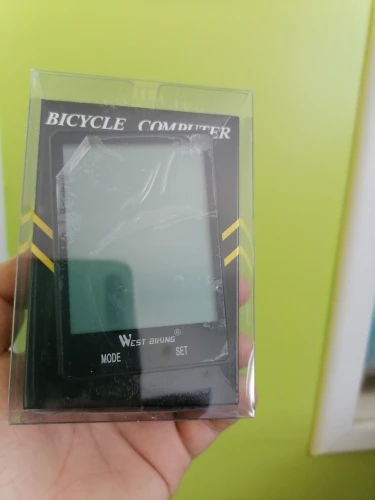 BICYCLE COMPUTER
WEST BIKING®
MODE SET